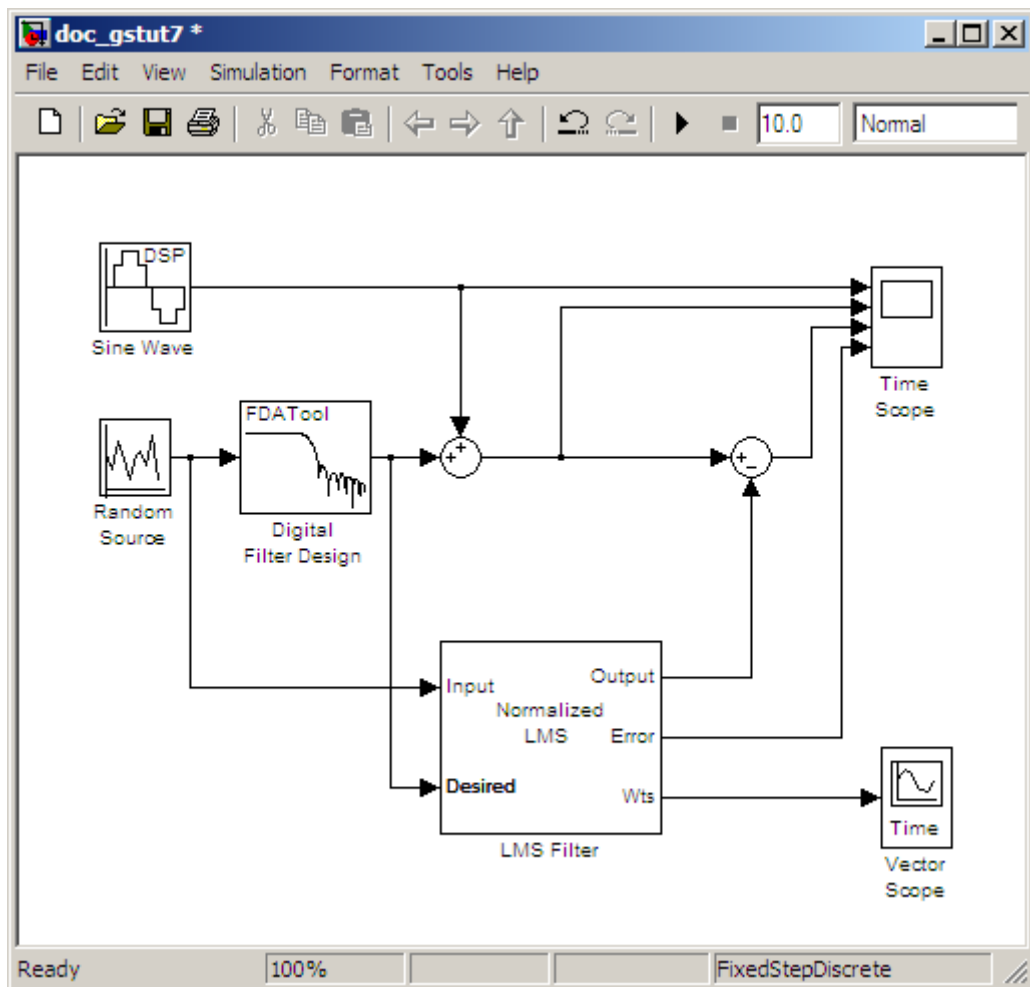 doc_gstut7 *
File Edit View Simulation Format Tools Help
10.0 Normal
DSP
Sine Wave
Time
Scope
FDATool
Random
Source
Digital
Filter Design
+ +
+ −
Input
Output
Normalized
LMS
Error
Desired
Wts
LMS Filter
Time
Vector
Scope
Ready 100% FixedStepDiscrete